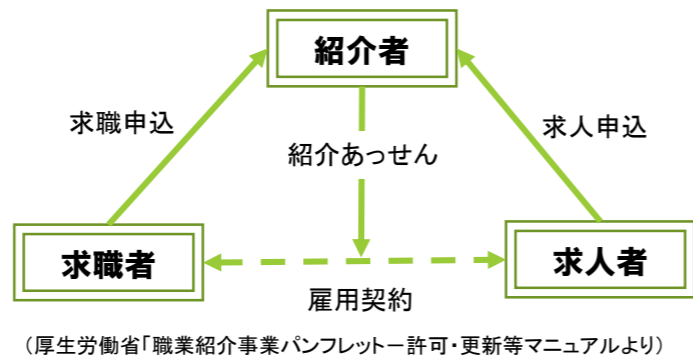 紹介者
求職申込
求人申込
紹介あっせん
求職者
求人者
雇用契約
（厚生労働省「職業紹介事業パンフレットー許可・更新等マニュアルより）